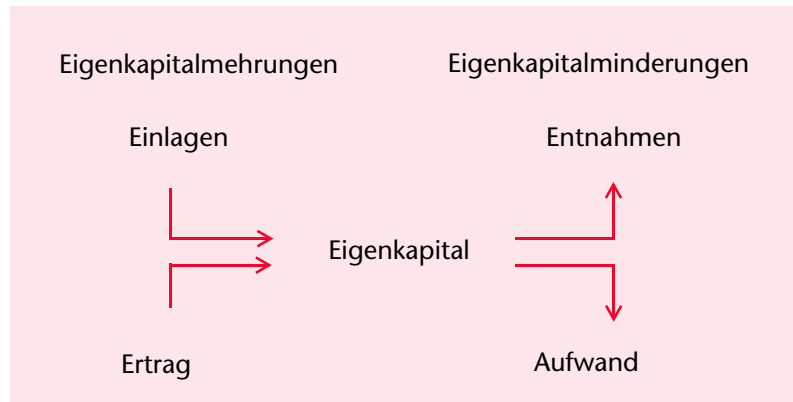 Eigenkapitalmehrungen
Eigenkapitalminderungen
Einlagen
Entnahmen
Eigenkapital
Ertrag
Aufwand